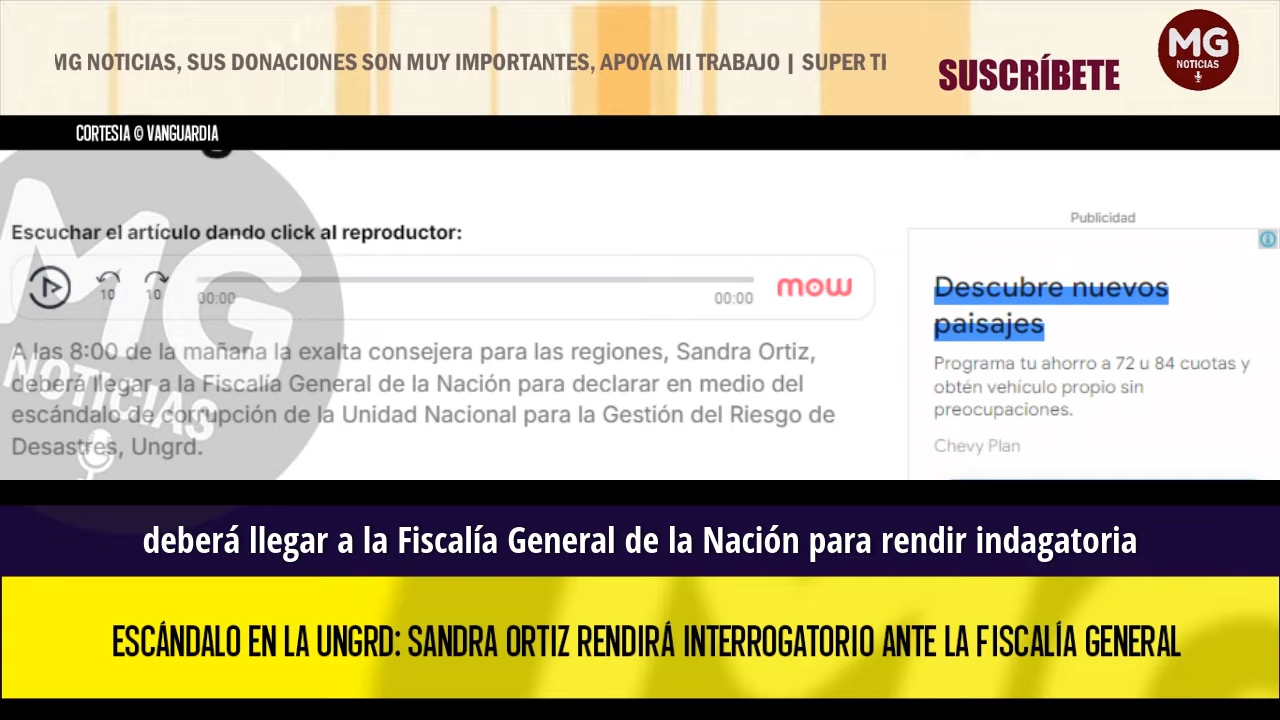 MG NOTICIAS, SUS DONACIONES SON MUY IMPORTANTES, APOYA MI TRABAJO | SUPER
SUSCRÍBETE
MG
NOTICIAS
CORTESIA © VANGUARDIA
Publicidad
Escuchar el artículo dando click al reproductor:
10
10
00:00
00:00
mow
A las 8:00 de la mañana la exalta consejera para las regiones, Sandra Ortiz,
deberá llegar a la Fiscalía General de la Nación para declarar en medio del
escándalo de corrupción de la Unidad Nacional para la Gestión del Riesgo de
Desastres, Ungrd.
MG
NOTICIAS
Descubre nuevos
paisajes
Programa tu ahorro a 72 u 84 cuotas y
obtén vehículo propio sin
preocupaciones.
Chevy Plan
deberá llegar a la Fiscalía General de la Nación para rendir indagatoria
ESCÁNDALO EN LA UNGRD: SANDRA ORTIZ RENDIRÁ INTERROGATORIO ANTE LA FISCALÍA GENERAL